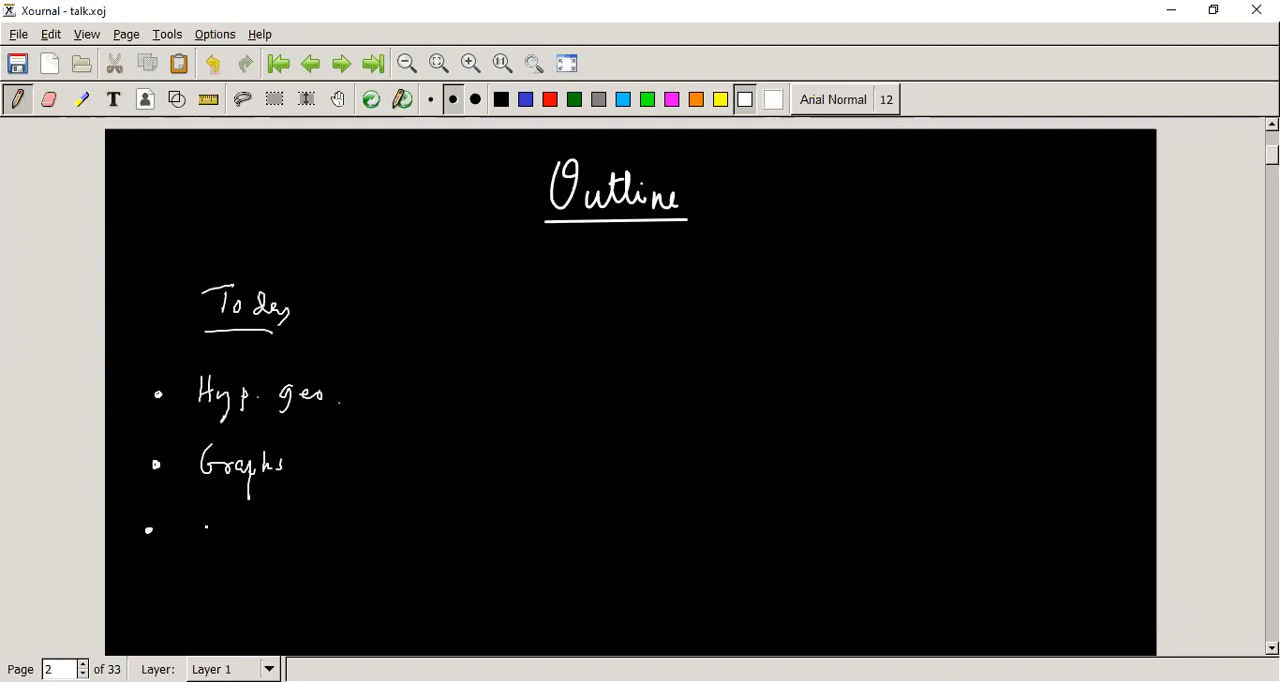 Xournal - talk.xoj
File Edit View Page Tools Options Help
Arial Normal 12
Outline
Today
• Hyp. geo.
• Graphs
•
Page 2 of 33 Layer: Layer 1